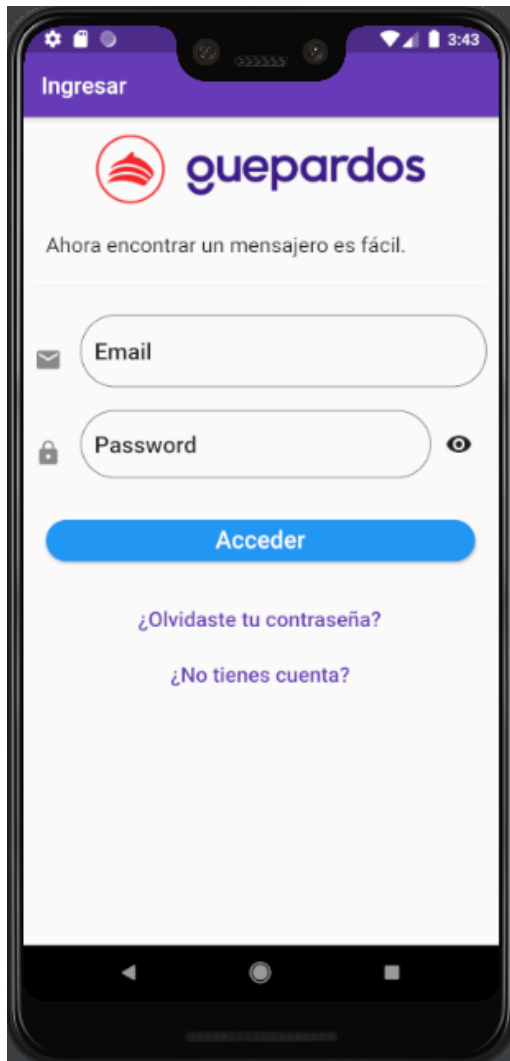 3:43
Ingresar
guepardos
Ahora encontrar un mensajero es fácil.
Email
Password
Acceder
¿Olvidaste tu contraseña?
¿No tienes cuenta?